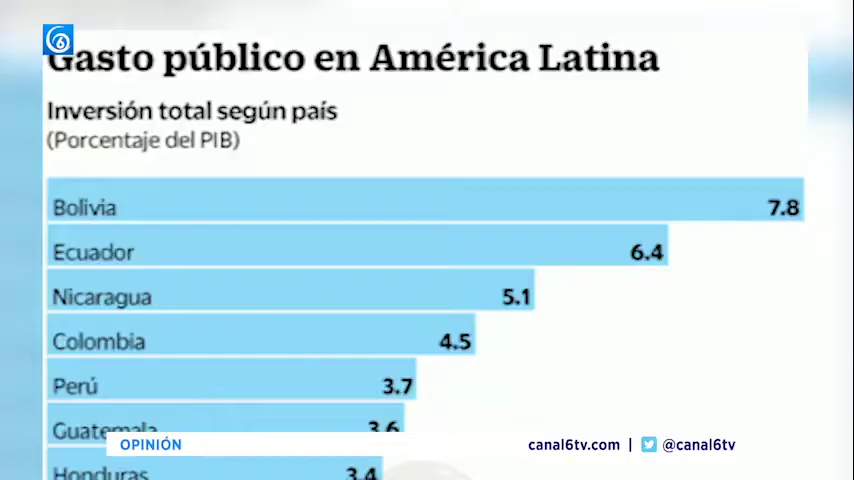 Gasto público en América Latina
Inversión total según país
(Porcentaje del PIB)
Bolivia 7.8
Ecuador 6.4
Nicaragua 5.1
Colombia 4.5
Perú 3.7
Guatemala 3.6
Honduras 3.4
OPINIÓN canal6tv.com | @canal6tv